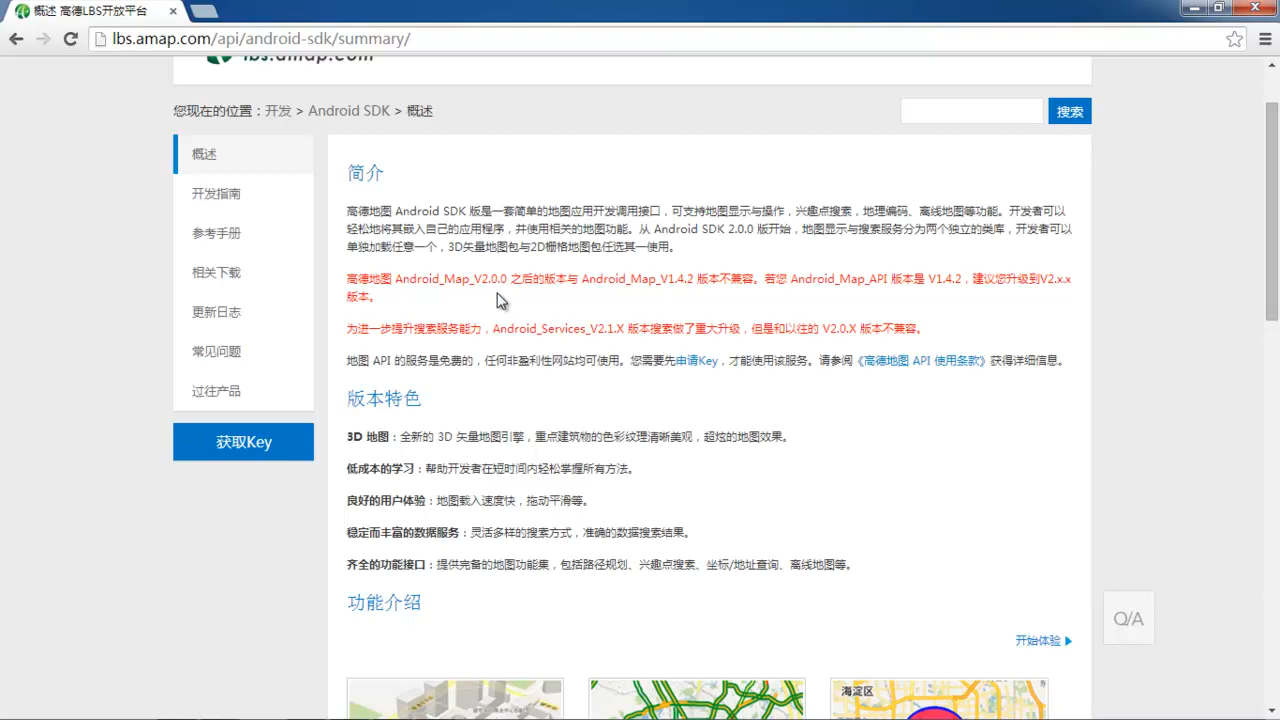 概述 高德LBS开放平台
lbs.amap.com/api/android-sdk/summary/
lbs.amap.com
您现在的位置：开发 > Android SDK > 概述
搜索
概述
开发指南
参考手册
相关下载
更新日志
常见问题
过往产品
获取Key
简介
高德地图 Android SDK 版是一套简单的地图应用开发调用接口，可支持地图显示与操作，兴趣点搜索，地理编码、离线地图等功能。开发者可以
轻松地将其嵌入自己的应用程序，并使用相关的地图功能。从 Android SDK 2.0.0 版开始，地图显示与搜索服务分为两个独立的类库，开发者可以
单独加载任意一个，3D矢量地图包与2D栅格地图包任选其一使用。
高德地图 Android_Map_V2.0.0 之后的版本与 Android_Map_V1.4.2 版本不兼容。若您 Android_Map_API 版本是 V1.4.2，建议您升级到V2.x.x
版本。
为进一步提升搜索服务能力，Android_Services_V2.1.X 版本搜索做了重大升级，但是和以往的 V2.0.X 版本不兼容。
地图 API 的服务是免费的，任何非盈利性网站均可使用。您需要先申请Key，才能使用该服务。请参阅《高德地图 API 使用条款》获得详细信息。
版本特色
3D 地图：全新的 3D 矢量地图引擎，重点建筑物的色彩纹理清晰美观，超炫的地图效果。
低成本的学习：帮助开发者在短时间内轻松掌握所有方法。
良好的用户体验：地图载入速度快，拖动平滑等。
稳定而丰富的数据服务：灵活多样的搜索方式，准确的数据搜索结果。
齐全的功能接口：提供完备的地图功能集，包括路径规划、兴趣点搜索、坐标/地址查询、离线地图等。
功能介绍
开始体验
Q/A
海淀区